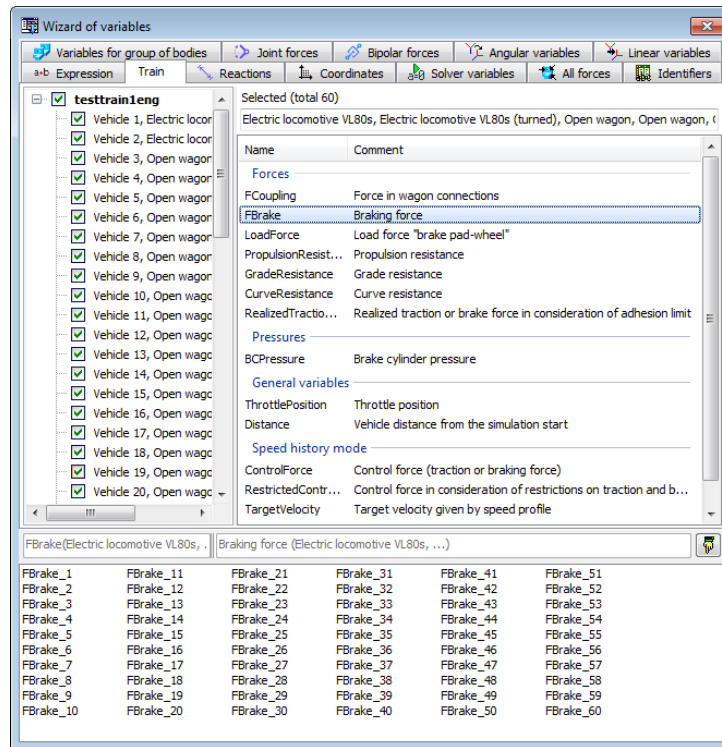 Wizard of variables
Variables for group of bodies Joint forces Bipolar forces Angular variables Linear variables
a+b Expression Train Reactions Coordinates a=0 Solver variables All forces Identifiers
testtrain1eng
Vehicle 1, Electric locor
Vehicle 2, Electric locor
Vehicle 3, Open wagon
Vehicle 4, Open wagon
Vehicle 5, Open wagon
Vehicle 6, Open wagon
Vehicle 7, Open wagon
Vehicle 8, Open wagon
Vehicle 9, Open wagon
Vehicle 10, Open wago
Vehicle 11, Open wago
Vehicle 12, Open wago
Vehicle 13, Open wago
Vehicle 14, Open wago
Vehicle 15, Open wago
Vehicle 16, Open wago
Vehicle 17, Open wago
Vehicle 18, Open wago
Vehicle 19, Open wago
Vehicle 20, Open wago
Selected (total 60)
Electric locomotive VL80s, Electric locomotive VL80s (turned), Open wagon, Open wagon, (
Name Comment
Forces
FCoupling Force in wagon connections
FBrake Braking force
LoadForce Load force "brake pad-wheel"
PropulsionResist... Propulsion resistance
GradeResistance Grade resistance
CurveResistance Curve resistance
RealizedTractio... Realized traction or brake force in consideration of adhesion limit
Pressures
BCPressure Brake cylinder pressure
General variables
ThrottlePosition Throttle position
Distance Vehicle distance from the simulation start
Speed history mode
ControlForce Control force (traction or braking force)
RestrictedContr... Control force in consideration of restrictions on traction and b...
TargetVelocity Target velocity given by speed profile
FBrake(Electric locomotive VL80s, . Braking force (Electric locomotive VL80s, ...)
FBrake_1 FBrake_11 FBrake_21 FBrake_31 FBrake_41 FBrake_51
FBrake_2 FBrake_12 FBrake_22 FBrake_32 FBrake_42 FBrake_52
FBrake_3 FBrake_13 FBrake_23 FBrake_33 FBrake_43 FBrake_53
FBrake_4 FBrake_14 FBrake_24 FBrake_34 FBrake_44 FBrake_54
FBrake_5 FBrake_15 FBrake_25 FBrake_35 FBrake_45 FBrake_55
FBrake_6 FBrake_16 FBrake_26 FBrake_36 FBrake_46 FBrake_56
FBrake_7 FBrake_17 FBrake_27 FBrake_37 FBrake_47 FBrake_57
FBrake_8 FBrake_18 FBrake_28 FBrake_38 FBrake_48 FBrake_58
FBrake_9 FBrake_19 FBrake_29 FBrake_39 FBrake_49 FBrake_59
FBrake_10 FBrake_20 FBrake_30 FBrake_40 FBrake_50 FBrake_60